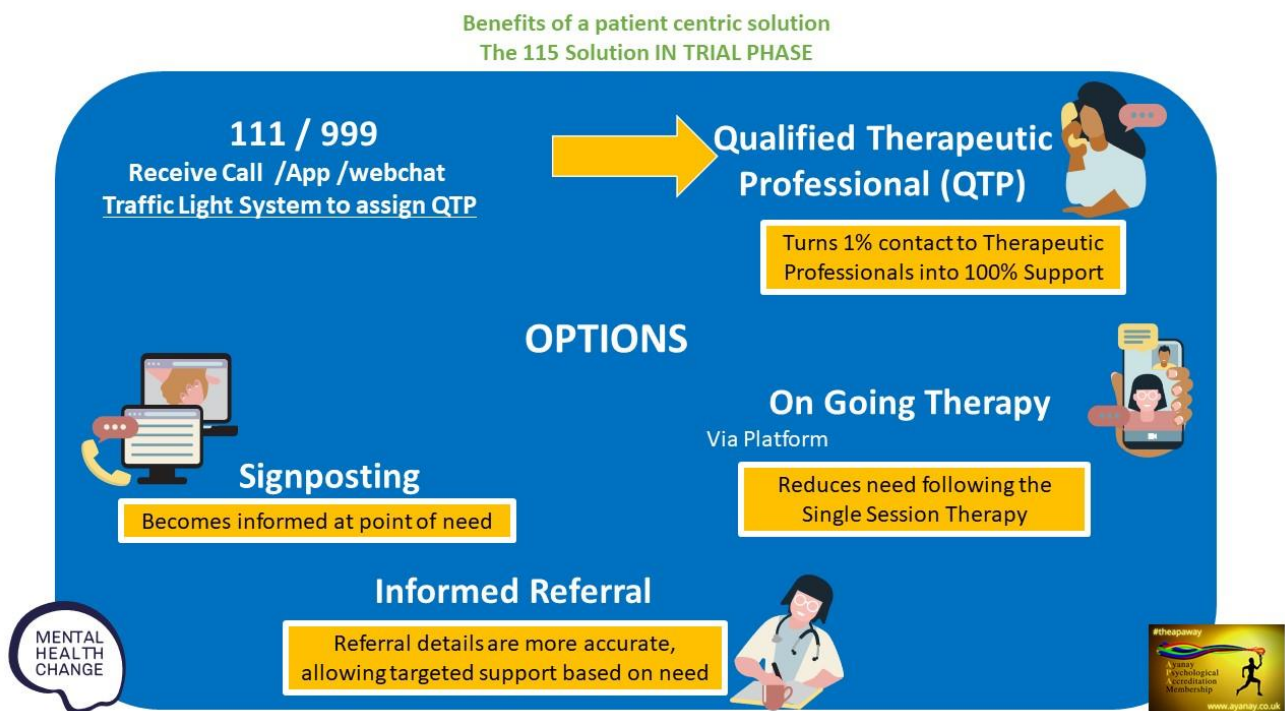 Benefits of a patient centric solution
The 115 Solution IN TRIAL PHASE
111 / 999
Receive Call /App /webchat
Traffic Light System to assign QTP
Qualified Therapeutic
Professional (QTP)
Turns 1% contact to Therapeutic
Professionals into 100% Support
OPTIONS
On Going Therapy
Via Platform
Reduces need following the
Single Session Therapy
Signposting
Becomes informed at point of need
Informed Referral
Referral details are more accurate,
allowing targeted support based on need
MENTAL
HEALTH
CHANGE
#theapaway
Ayanay
Psychological
Accreditation
Membership
www.ayanay.co.uk